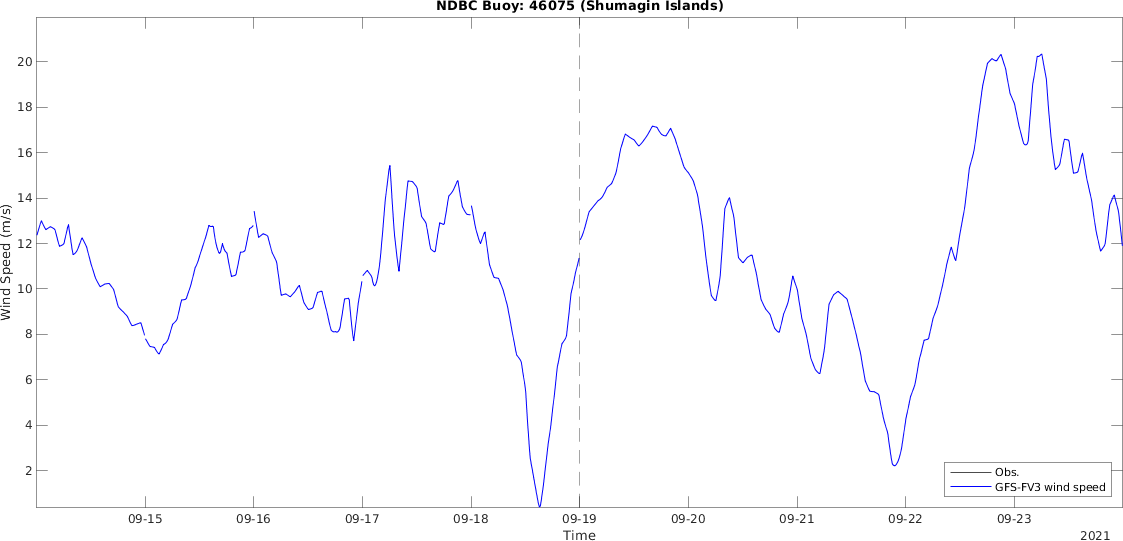 NDBC Buoy: 46075 (Shumagin Islands)
20
18
16
14
12
10
8
6
4
2
Wind Speed (m/s)
Obs.
GFS-FV3 wind speed
09-15 09-16 09-17 09-18 09-19 09-20 09-21 09-22 09-23
Time
2021